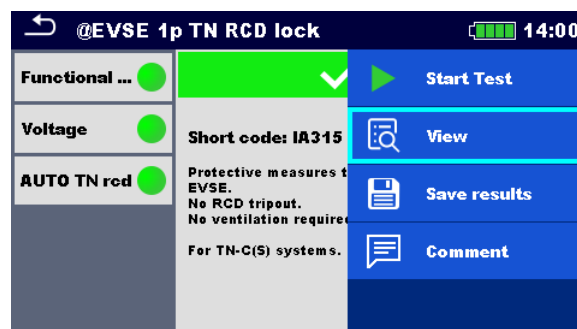 @EVSE 1p TN RCD lock
14:00
Functional ...
Voltage
AUTO TN rcd
Short code: IA315
Protective measures t
EVSE.
No RCD tripout.
No ventilation required
For TN-C(S) systems.
Start Test
View
Save results
Comment